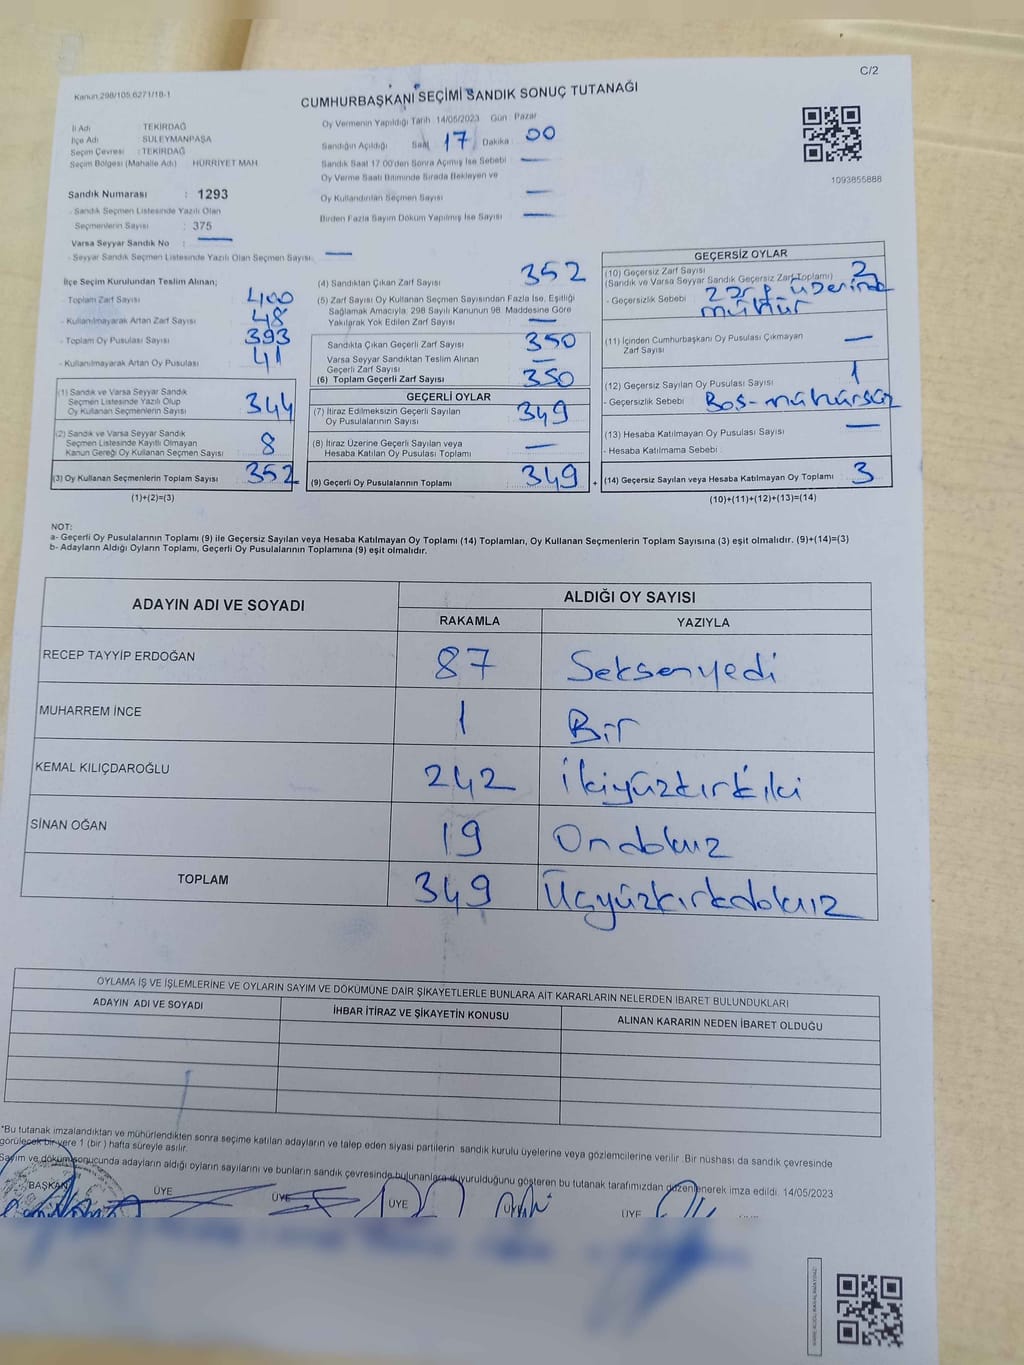 C/2
Kanun:298/105,6271/18-1
CUMHURBAŞKANI SEÇİMİ SANDIK SONUÇ TUTANAĞI
İl Adı : TEKİRDAĞ
İlçe Adı : SÜLEYMANPAŞA
Seçim Çevresi : TEKİRDAĞ
Seçim Bölgesi (Mahalle Adı) HÜRRİYET MAH.
Oy Vermenin Yapıldığı Tarih 14/05/2023 Gün Pazar
Sandığın Açıldığı Saat 17 Dakika 00
Sandık Saat 17:00'den Sonra Açılmış İse Sebebi —
Oy Verme Saati Bitiminde Sırada Bekleyen ve
Oy Kullandırılan Seçmen Sayısı —
Birden Fazla Sayım Döküm Yapılmış İse Sayısı —
1093855888
Sandık Numarası : 1293
- Sandık Seçmen Listesinde Yazılı Olan
Seçmenlerin Sayısı : 375
Varsa Seyyar Sandık No : —
- Seyyar Sandık Seçmen Listesinde Yazılı Olan Seçmen Sayısı: —
İlçe Seçim Kurulundan Teslim Alınan;
- Toplam Zarf Sayısı 400
- Kullanılmayarak Artan Zarf Sayısı 48
- Toplam Oy Pusulası Sayısı 393
- Kullanılmayarak Artan Oy Pusulası 41
(1) Sandık ve Varsa Seyyar Sandık
Seçmen Listesinde Yazılı Olup
Oy Kullanan Seçmenlerin Sayısı 344
(2) Sandık ve Varsa Seyyar Sandık
Seçmen Listesinde Kayıtlı Olmayan
Kanun Gereği Oy Kullanan Seçmen Sayısı 8
(3) Oy Kullanan Seçmenlerin Toplam Sayısı 352
(1)+(2)=(3)
(4) Sandıktan Çıkan Zarf Sayısı 352
(5) Zarf Sayısı Oy Kullanan Seçmen Sayısından Fazla İse, Eşitliği
Sağlamak Amacıyla, 298 Sayılı Kanunun 98. Maddesine Göre
Yakılarak Yok Edilen Zarf Sayısı —
Sandıkta Çıkan Geçerli Zarf Sayısı 350
Varsa Seyyar Sandıktan Teslim Alınan
Geçerli Zarf Sayısı —
(6) Toplam Geçerli Zarf Sayısı 350
GEÇERLİ OYLAR
(7) İtiraz Edilmeksizin Geçerli Sayılan
Oy Pusulalarının Sayısı 349
(8) İtiraz Üzerine Geçerli Sayılan veya
Hesaba Katılan Oy Pusulası Toplamı —
(9) Geçerli Oy Pusulalarının Toplamı 349 +
GEÇERSİZ OYLAR
(10) Geçersiz Zarf Sayısı
(Sandık ve Varsa Seyyar Sandık Geçersiz Zarf Toplamı) 2
- Geçersizlik Sebebi 2 zarf üzerinde
mühür
(11) İçinden Cumhurbaşkanı Oy Pusulası Çıkmayan
Zarf Sayısı —
(12) Geçersiz Sayılan Oy Pusulası Sayısı 1
- Geçersizlik Sebebi Boş-mühürsüz
(13) Hesaba Katılmayan Oy Pusulası Sayısı —
- Hesaba Katılmama Sebebi :
(14) Geçersiz Sayılan veya Hesaba Katılmayan Oy Toplamı 3
(10)+(11)+(12)+(13)=(14)
NOT:
a- Geçerli Oy Pusulalarının Toplamı (9) ile Geçersiz Sayılan veya Hesaba Katılmayan Oy Toplamı (14) Toplamları, Oy Kullanan Seçmenlerin Toplam Sayısına (3) eşit olmalıdır. (9)+(14)=(3)
b- Adayların Aldığı Oyların Toplamı, Geçerli Oy Pusulalarının Toplamına (9) eşit olmalıdır.
ADAYIN ADI VE SOYADI ALDIĞI OY SAYISI
RAKAMLA YAZIYLA
RECEP TAYYİP ERDOĞAN 87 Seksenyedi
MUHARREM İNCE 1 Bir
KEMAL KILIÇDAROĞLU 242 İkiyüzkırkiki
SİNAN OĞAN 19 Ondokuz
TOPLAM 349 Üçyüzkırkdokuz
OYLAMA İŞ VE İŞLEMLERİNE VE OYLARIN SAYIM VE DÖKÜMÜNE DAİR ŞİKAYETLERLE BUNLARA AİT KARARLARIN NELERDEN İBARET BULUNDUKLARI
ADAYIN ADI VE SOYADI İHBAR İTİRAZ VE ŞİKAYETİN KONUSU ALINAN KARARIN NEDEN İBARET OLDUĞU
*Bu tutanak imzalandıktan ve mühürlendikten sonra seçime katılan adayların ve talep eden siyasi partilerin sandık kurulu üyelerine veya gözlemcilerine verilir. Bir nüshası da sandık çevresinde
görülecek bir yere 1 (bir) hafta süreyle asılır.
Sayım ve dökümü sonucunda adayların aldığı oyların sayılarını ve bunların sandık çevresinde bulunanlara duyurulduğunu gösteren bu tutanak tarafımızdan düzenlenerek imza edildi. 14/05/2023
BAŞKAN ÜYE ÜYE ÜYE ÜYE ÜYE